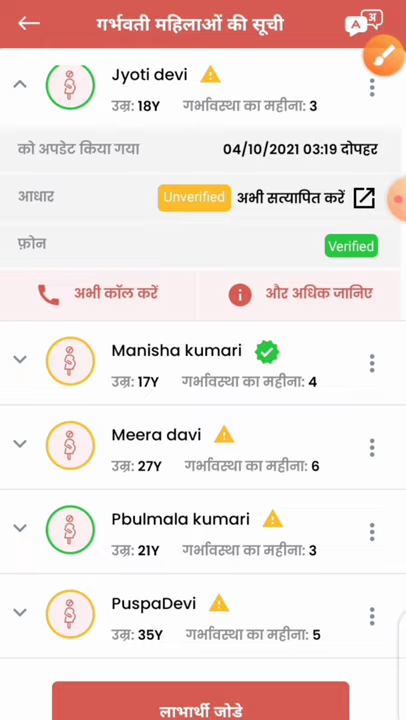 गर्भवती महिलाओं की सूची
A अ
Jyoti devi
उम्र: 18Y गर्भावस्था का महीना: 3
को अपडेट किया गया 04/10/2021 03:19 दोपहर
आधार Unverified अभी सत्यापित करें
फ़ोन Verified
अभी कॉल करें और अधिक जानिए
Manisha kumari
उम्र: 17Y गर्भावस्था का महीना: 4
Meera davi
उम्र: 27Y गर्भावस्था का महीना: 6
Pbulmala kumari
उम्र: 21Y गर्भावस्था का महीना: 3
PuspaDevi
उम्र: 35Y गर्भावस्था का महीना: 5
लाभार्थी जोडे